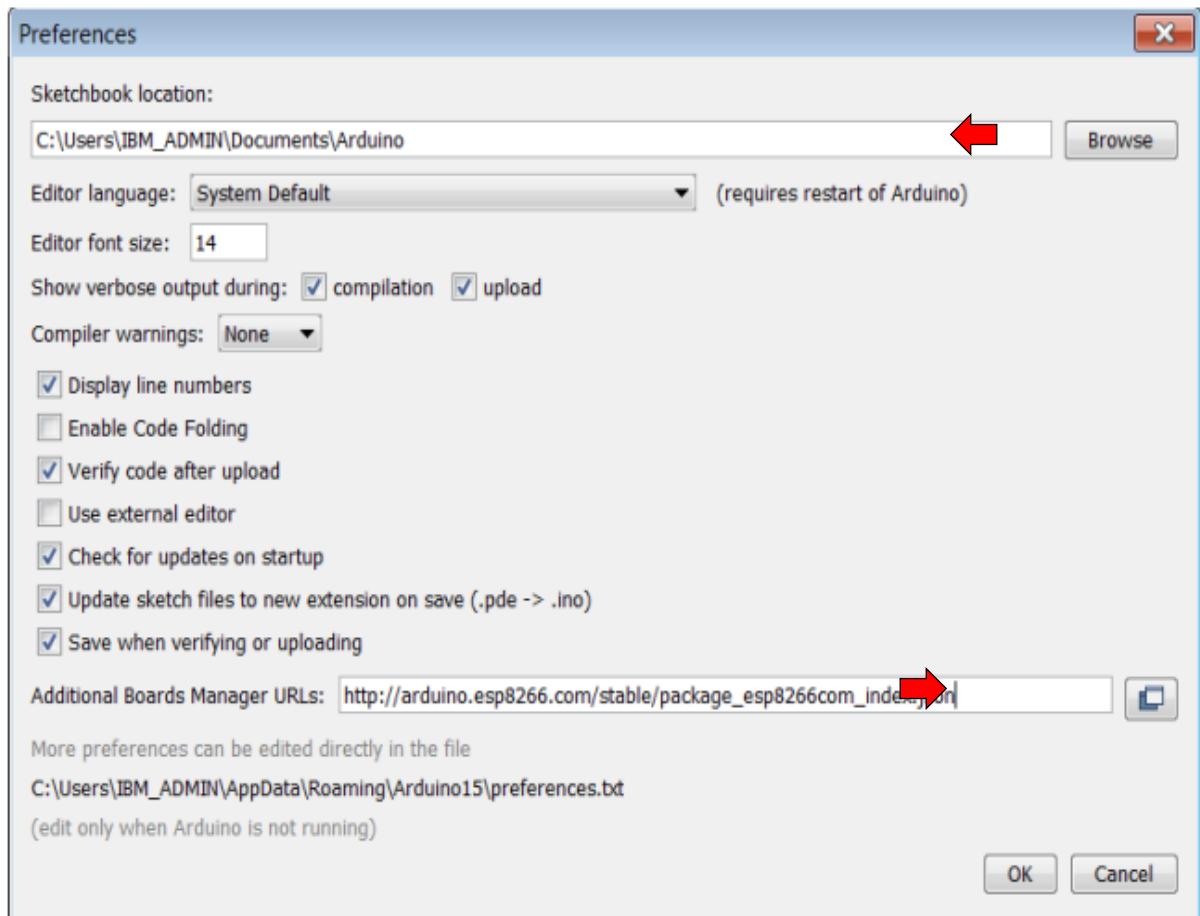 Preferences
Sketchbook location:
C:\Users\IBM_ADMIN\Documents\Arduino Browse
Editor language: System Default (requires restart of Arduino)
Editor font size: 14
Show verbose output during: compilation upload
Compiler warnings: None
Display line numbers
Enable Code Folding
Verify code after upload
Use external editor
Check for updates on startup
Update sketch files to new extension on save (.pde -> .ino)
Save when verifying or uploading
Additional Boards Manager URLs: http://arduino.esp8266.com/stable/package_esp8266com_index.json
More preferences can be edited directly in the file
C:\Users\IBM_ADMIN\AppData\Roaming\Arduino15\preferences.txt
(edit only when Arduino is not running)
OK Cancel